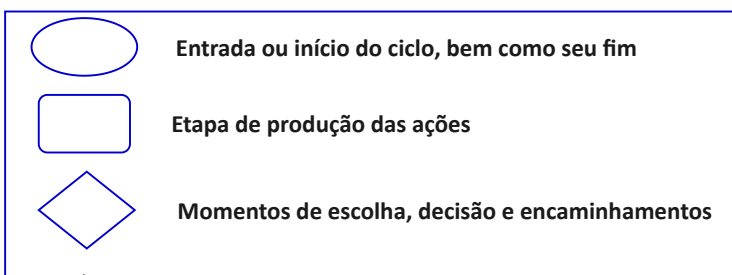 Entrada ou início do ciclo, bem como seu fim
Etapa de produção das ações
Momentos de escolha, decisão e encaminhamentos